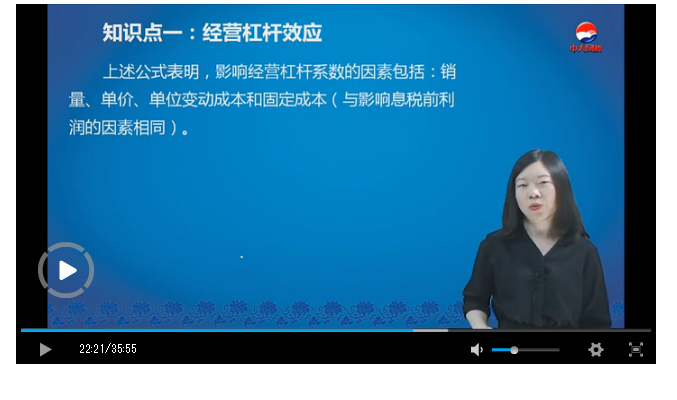 知识点一：经营杠杆效应
上述公式表明，影响经营杠杆系数的因素包括：销
量、单价、单位变动成本和固定成本（与影响息税前利
润的因素相同）。
22:21/35:55